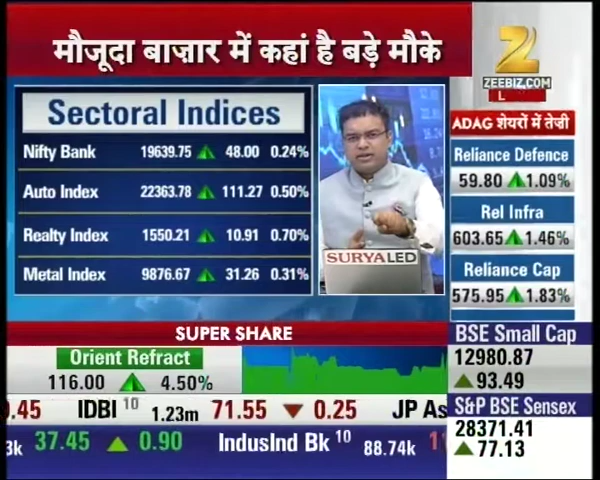 मौजूदा बाज़ार में कहां है बड़े मौके
Z
ZEEBIZ.COM
L
Sectoral Indices
Nifty Bank 19639.75 48.00 0.24%
Auto Index 22363.78 111.27 0.50%
Realty Index 1550.21 10.91 0.70%
Metal Index 9876.67 31.26 0.31%
SURYA LED
ADAG शेयरों में तेज़ी
Reliance Defence
59.80 1.09%
Rel Infra
603.65 1.46%
Reliance Cap
575.95 1.83%
SUPER SHARE
Orient Refract
116.00 4.50%
BSE Small Cap
12980.87
93.49
S&P BSE Sensex
28371.41
77.13
.45 IDBI 10 1.23m 71.55 0.25 JP As
3k 37.45 0.90 IndusInd Bk 10 88.74k